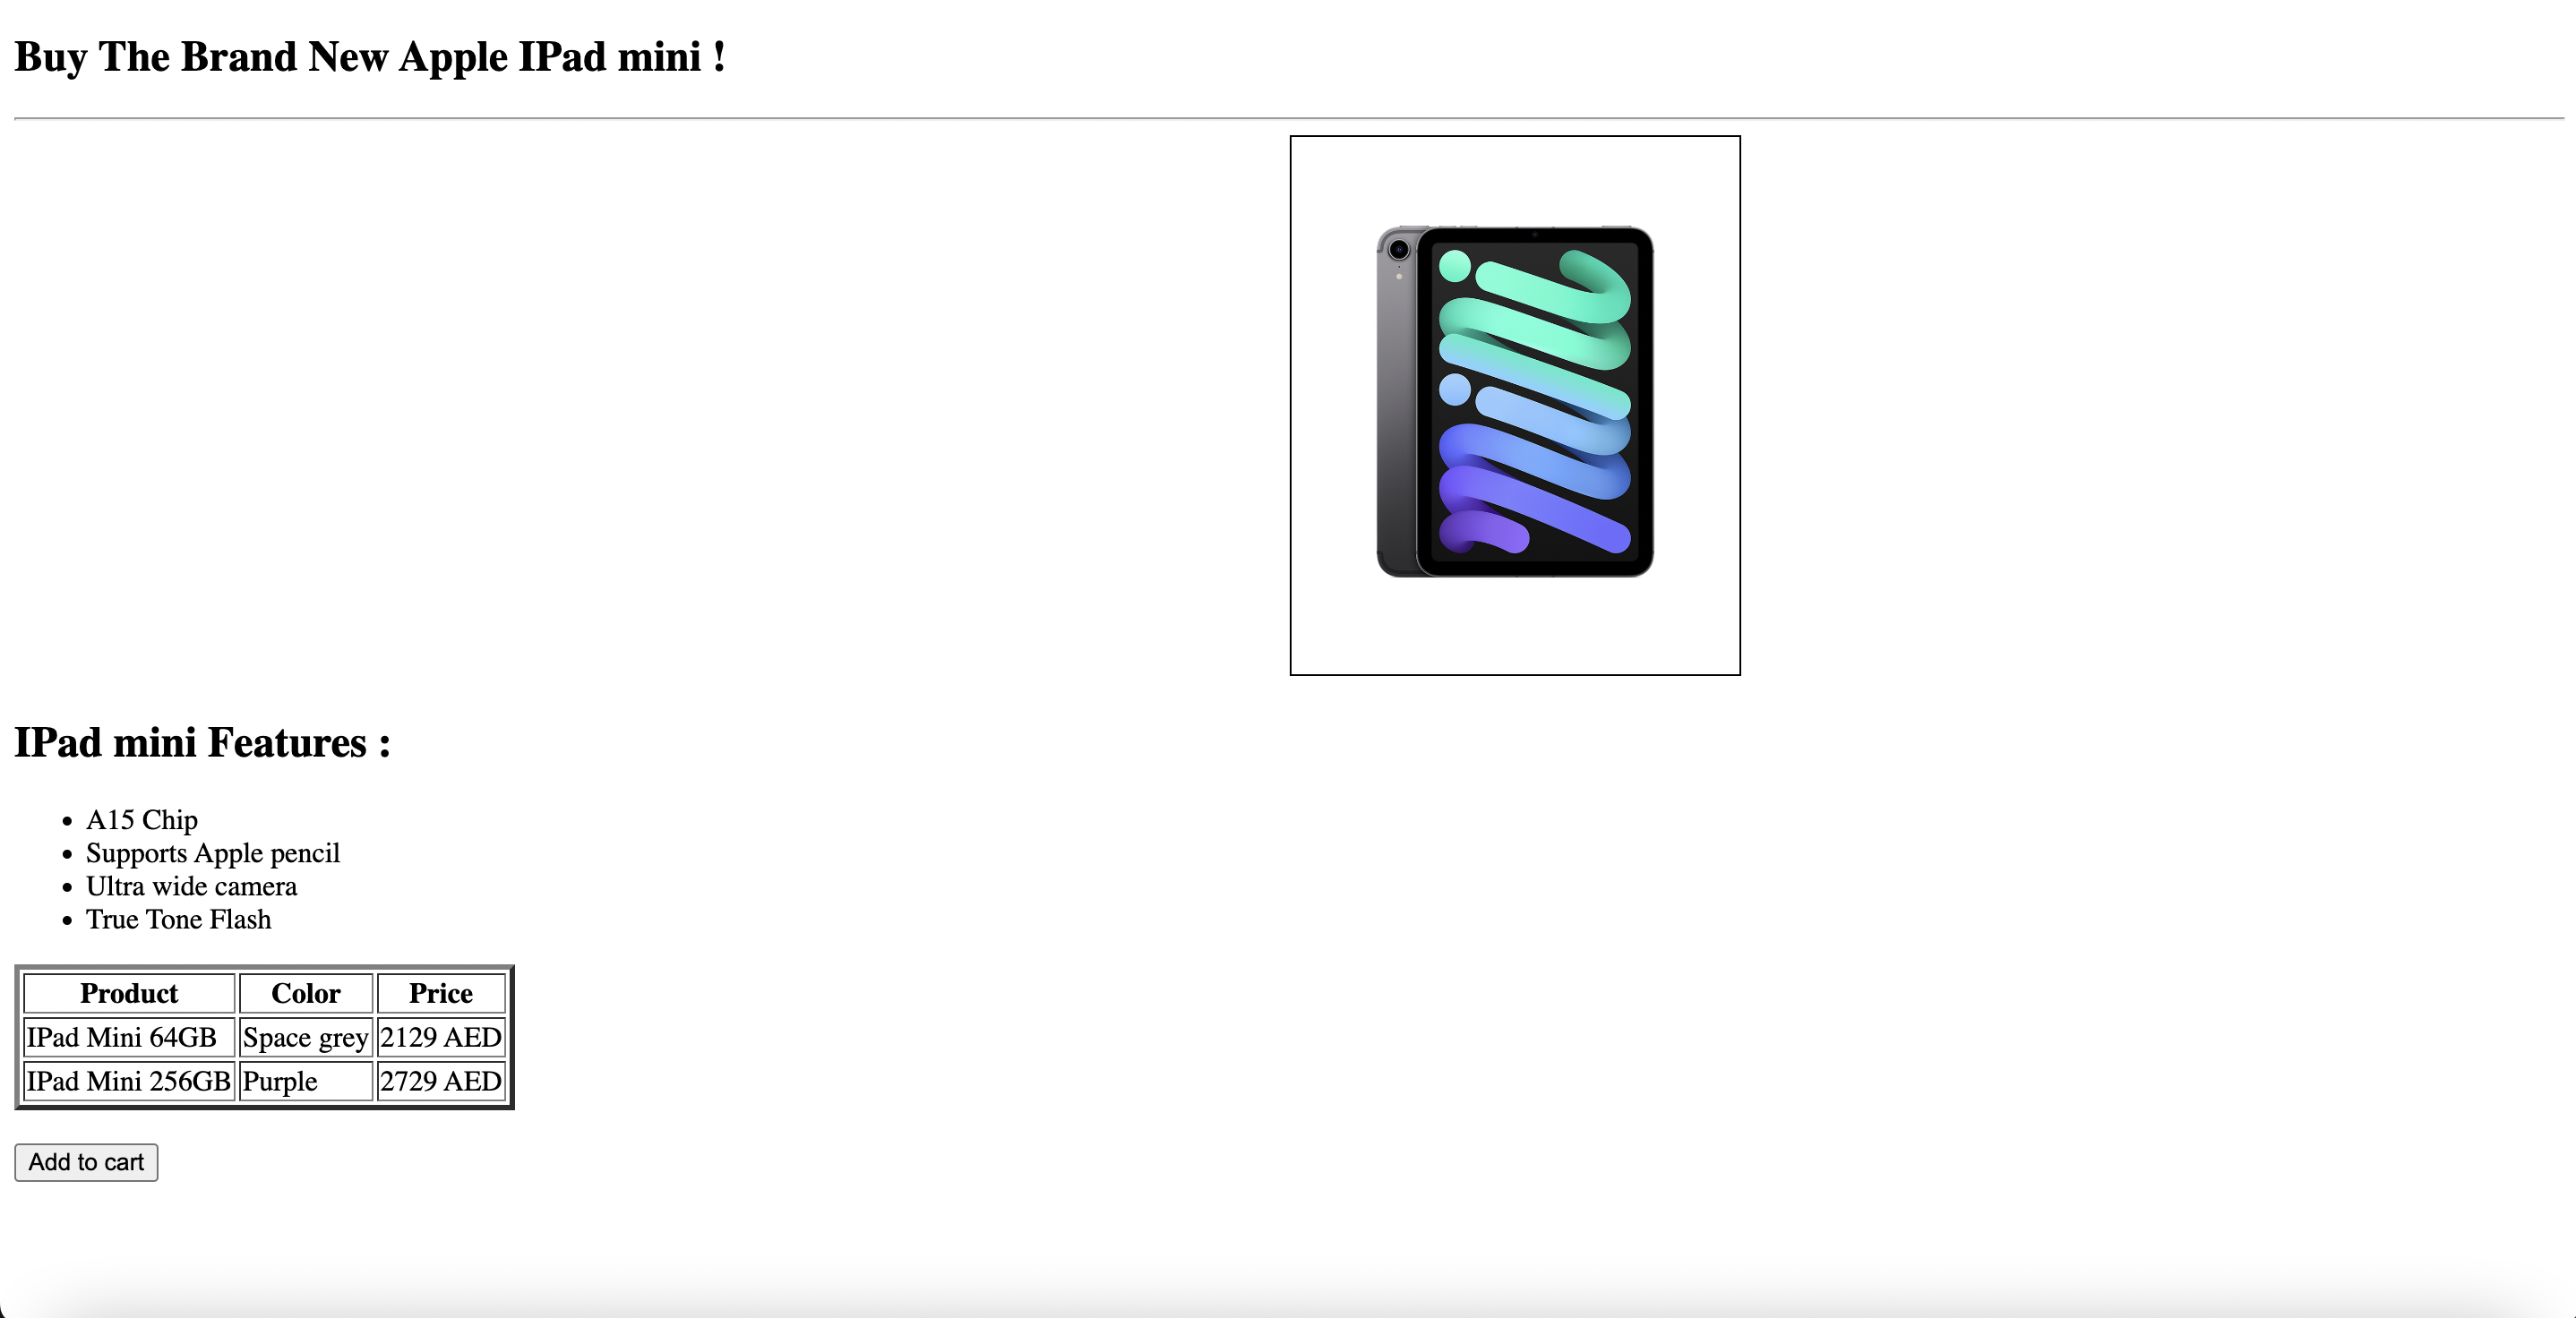 Buy The Brand New Apple IPad mini !
IPad mini Features :
A15 Chip
Supports Apple pencil
Ultra wide camera
True Tone Flash
Product Color Price
IPad Mini 64GB Space grey 2129 AED
IPad Mini 256GB Purple 2729 AED
Add to cart